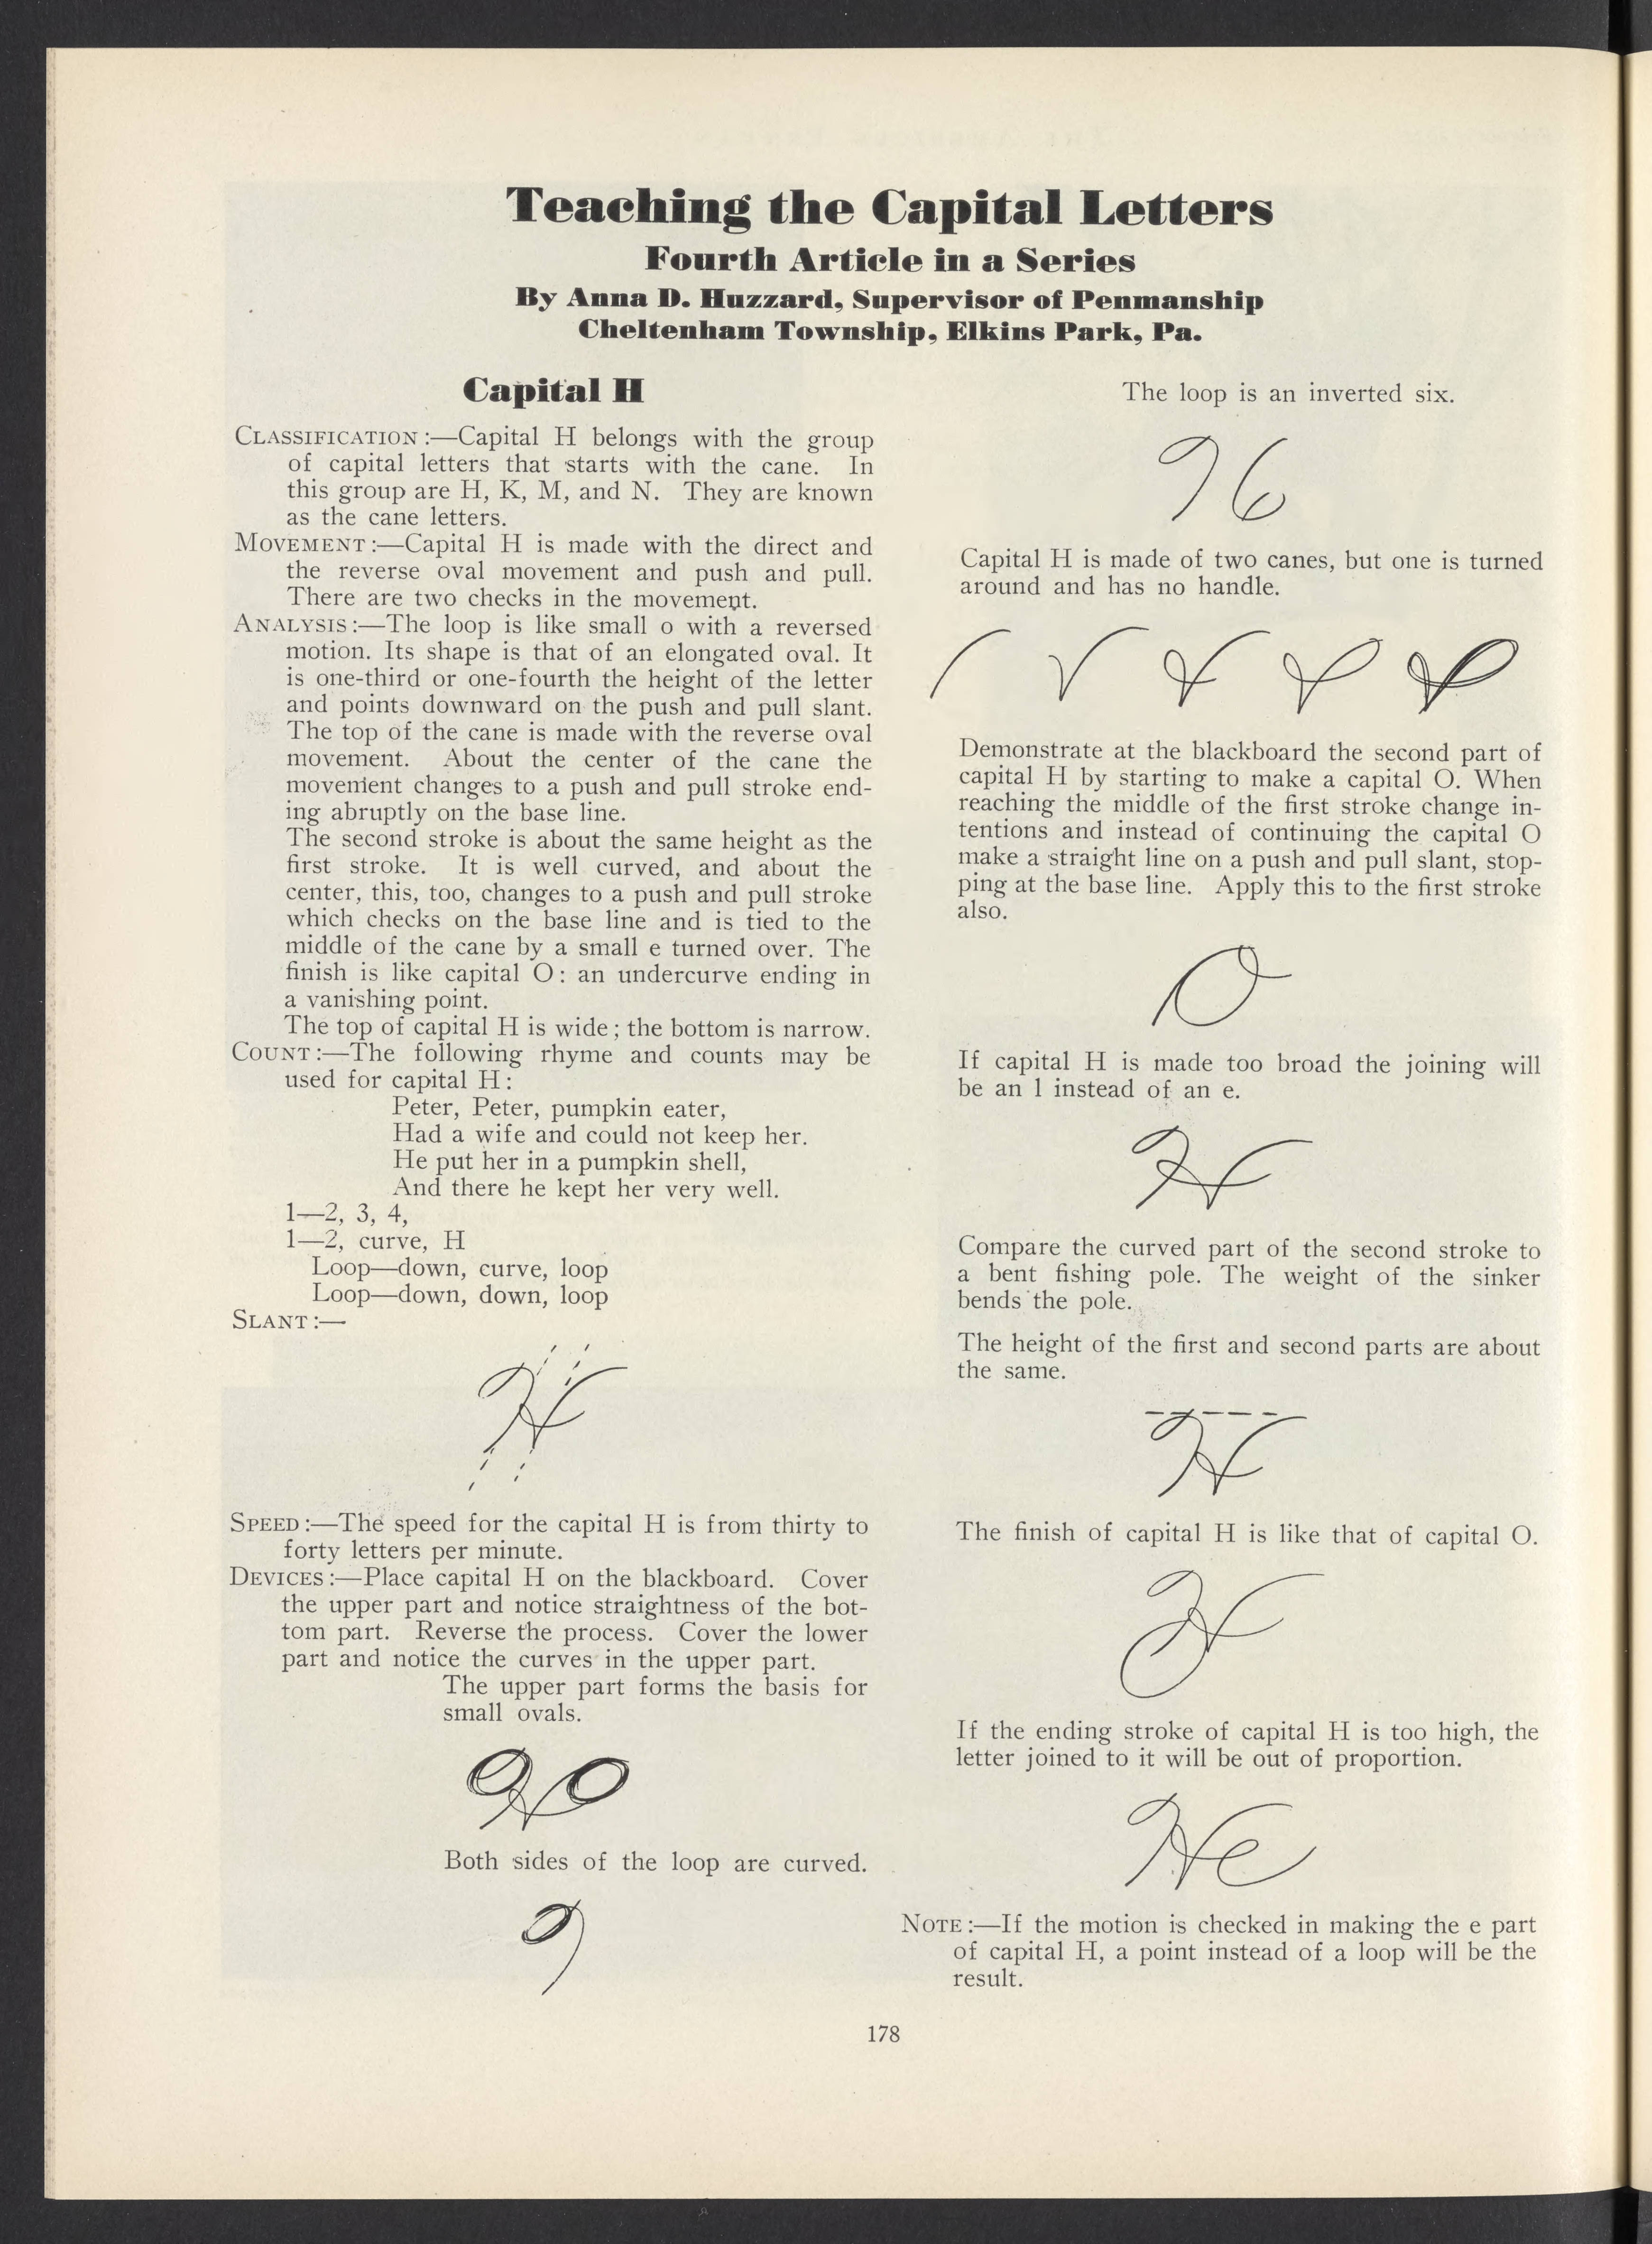 Teaching the Capital Letters
Fourth Article in a Series
By Anna D. Huzzard, Supervisor of Penmanship
Cheltenham Township, Elkins Park, Pa.
Capital H
CLASSIFICATION:—Capital H belongs with the group
of capital letters that starts with the cane. In
this group are H, K, M, and N. They are known
as the cane letters.
MOVEMENT:—Capital H is made with the direct and
the reverse oval movement and push and pull.
There are two checks in the movement.
ANALYSIS:—The loop is like small o with a reversed
motion. Its shape is that of an elongated oval. It
is one-third or one-fourth the height of the letter
and points downward on the push and pull slant.
The top of the cane is made with the reverse oval
movement. About the center of the cane the
movement changes to a push and pull stroke end-
ing abruptly on the base line.
The second stroke is about the same height as the
first stroke. It is well curved, and about the
center, this, too, changes to a push and pull stroke
which checks on the base line and is tied to the
middle of the cane by a small e turned over. The
finish is like capital O: an undercurve ending in
a vanishing point.
The top of capital H is wide; the bottom is narrow.
COUNT:—The following rhyme and counts may be
used for capital H:
Peter, Peter, pumpkin eater,
Had a wife and could not keep her.
He put her in a pumpkin shell,
And there he kept her very well.
1—2, 3, 4,
1—2, curve, H
Loop—down, curve, loop
Loop—down, down, loop
SLANT:—
H
SPEED:—The speed for the capital H is from thirty to
forty letters per minute.
DEVICES:—Place capital H on the blackboard. Cover
the upper part and notice straightness of the bot-
tom part. Reverse the process. Cover the lower
part and notice the curves in the upper part.
The upper part forms the basis for
small ovals.
Both sides of the loop are curved.
The loop is an inverted six.
96
Capital H is made of two canes, but one is turned
around and has no handle.
Demonstrate at the blackboard the second part of
capital H by starting to make a capital O. When
reaching the middle of the first stroke change in-
tentions and instead of continuing the capital O
make a straight line on a push and pull slant, stop-
ping at the base line. Apply this to the first stroke
also.
O
If capital H is made too broad the joining will
be an l instead of an e.
H
Compare the curved part of the second stroke to
a bent fishing pole. The weight of the sinker
bends the pole.
The height of the first and second parts are about
the same.
H
The finish of capital H is like that of capital O.
H
If the ending stroke of capital H is too high, the
letter joined to it will be out of proportion.
He
NOTE:—If the motion is checked in making the e part
of capital H, a point instead of a loop will be the
result.
178